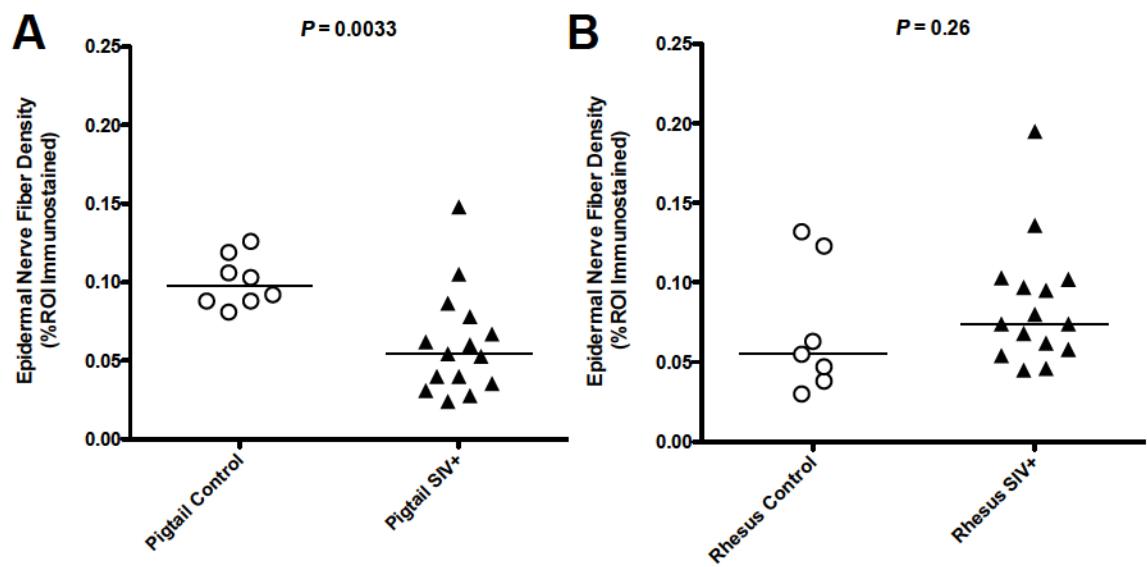 A
P = 0.0033
Epidermal Nerve Fiber Density
(%ROI Immunostained)
0.25
0.20
0.15
0.10
0.05
0.00
Pigtail Control
Pigtail SIV+
B
P = 0.26
Epidermal Nerve Fiber Density
(%ROI Immunostained)
0.25
0.20
0.15
0.10
0.05
0.00
Rhesus Control
Rhesus SIV+